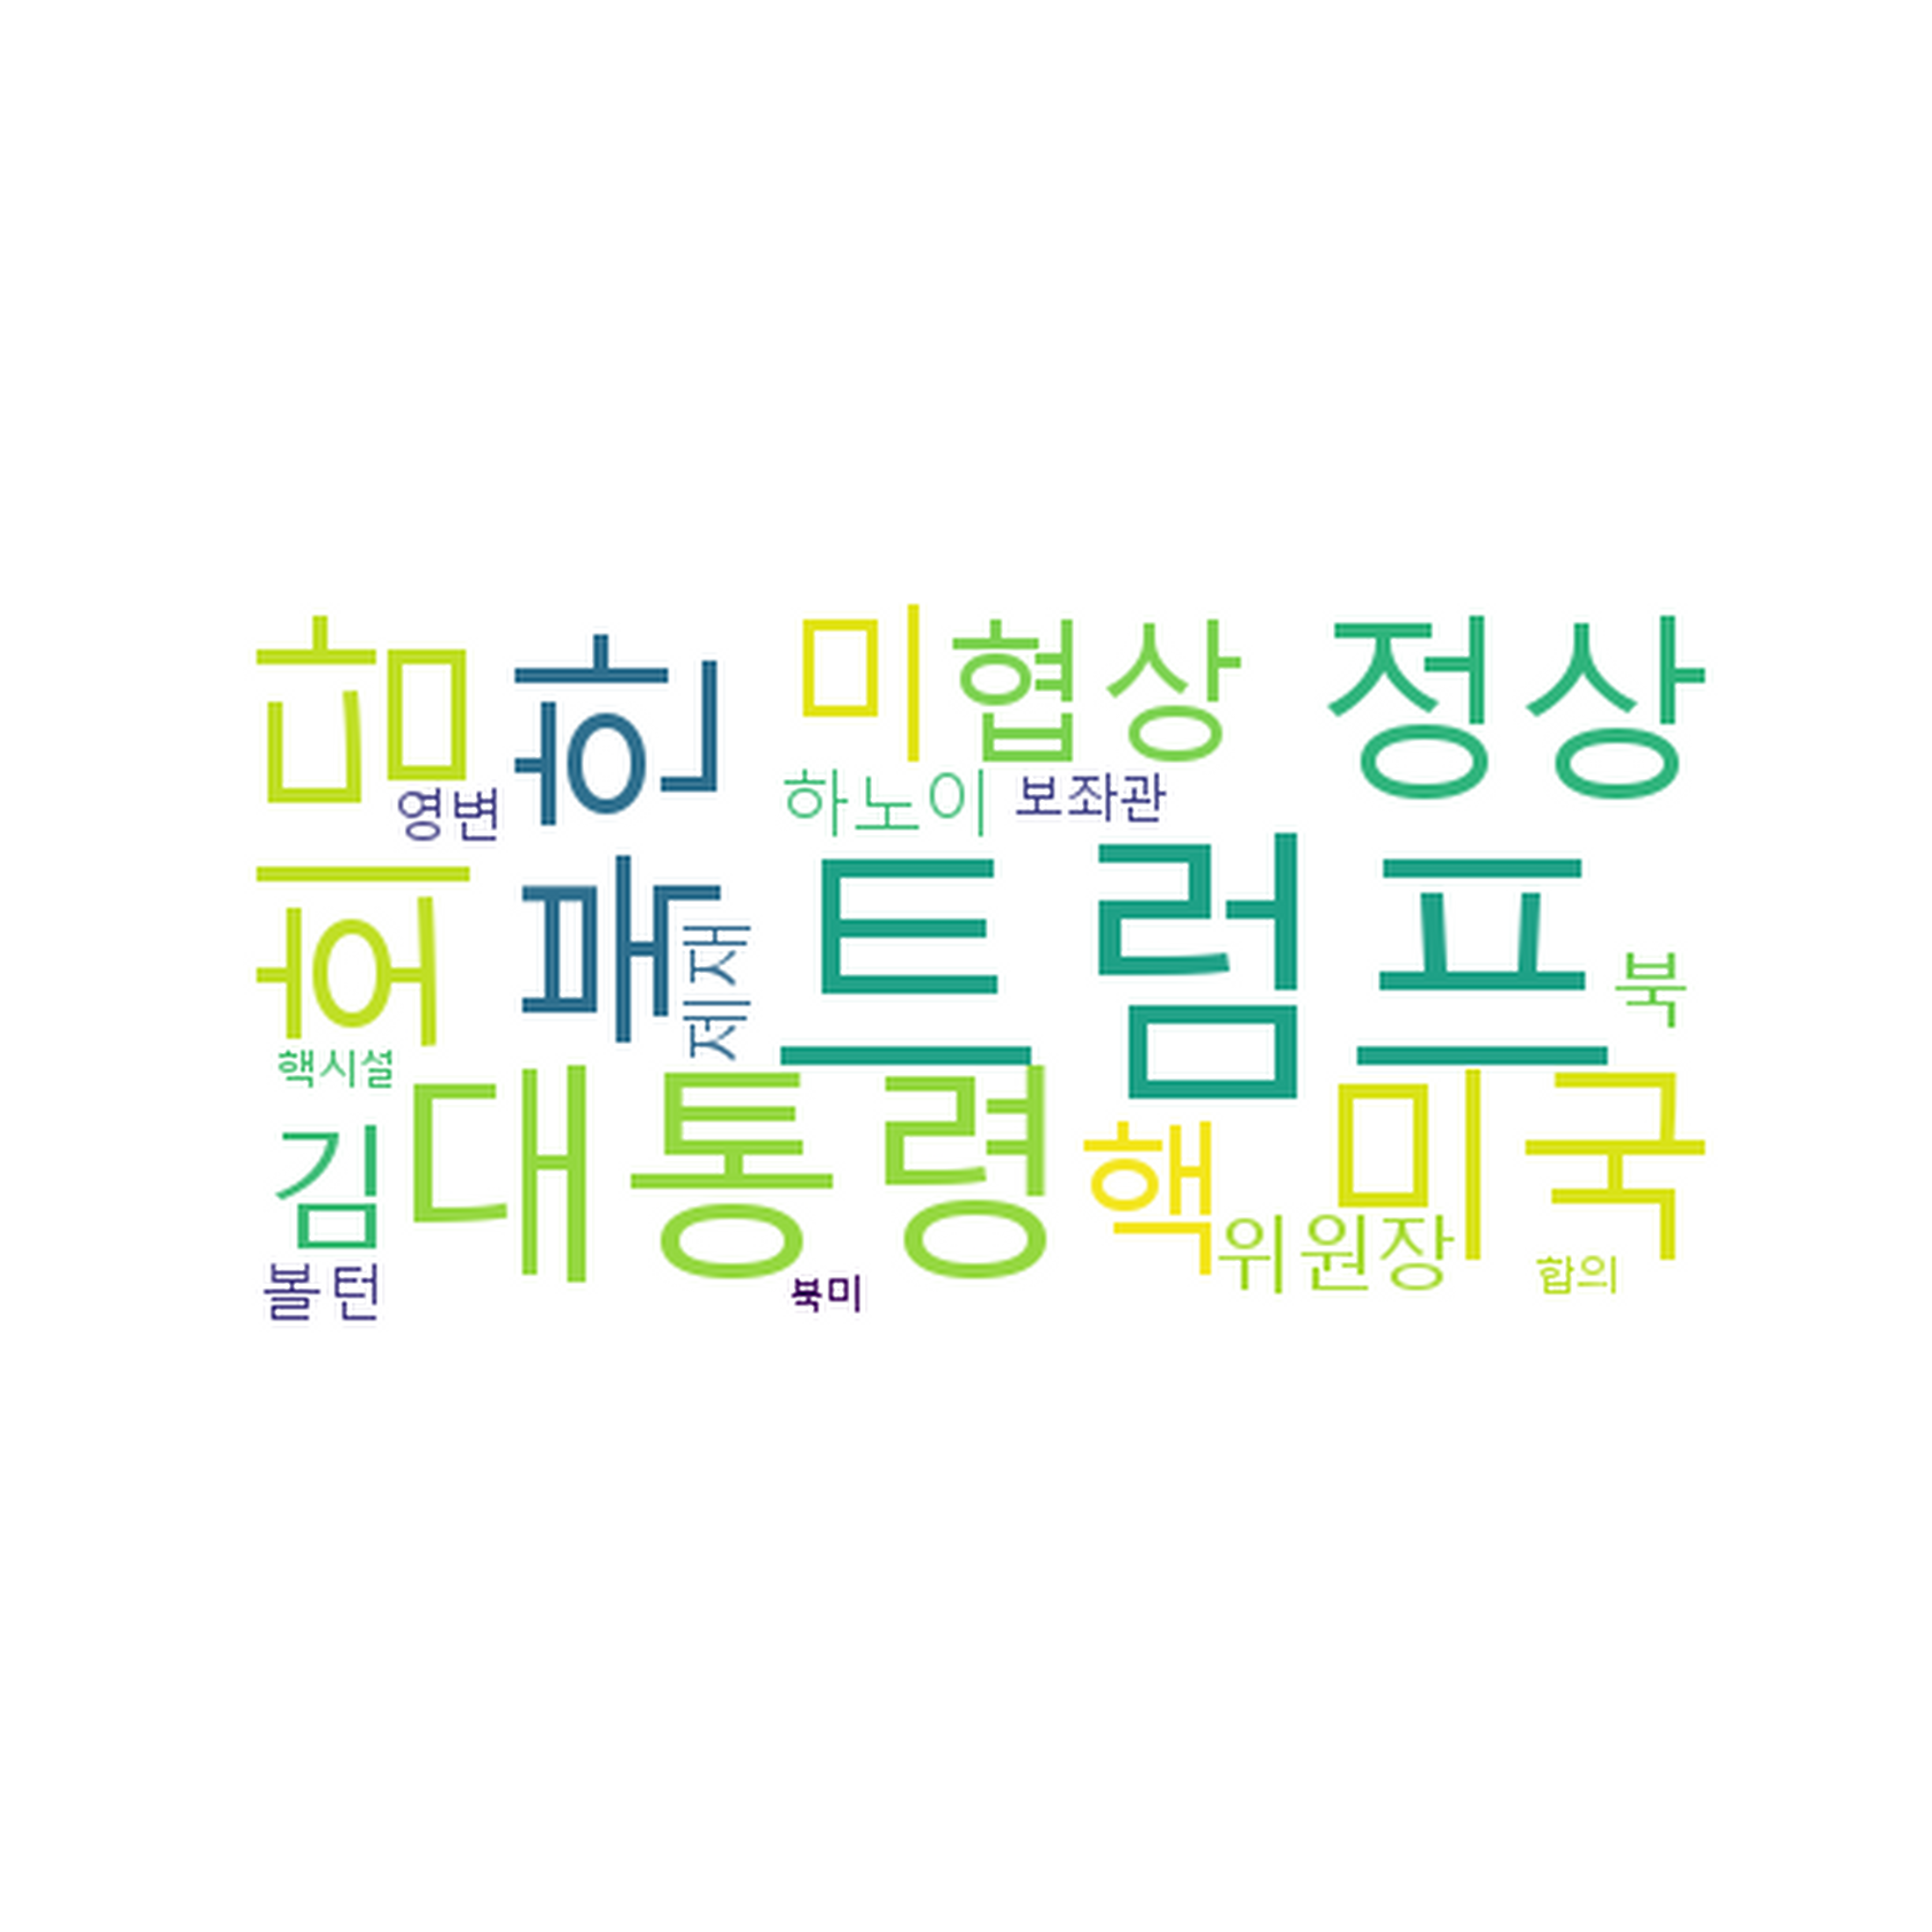 회담
북한
미
협상
정상
영변
하노이
보좌관
트럼프
제재
북
핵시설
김
대통령
핵
미국
위원장
볼턴
북미
합의